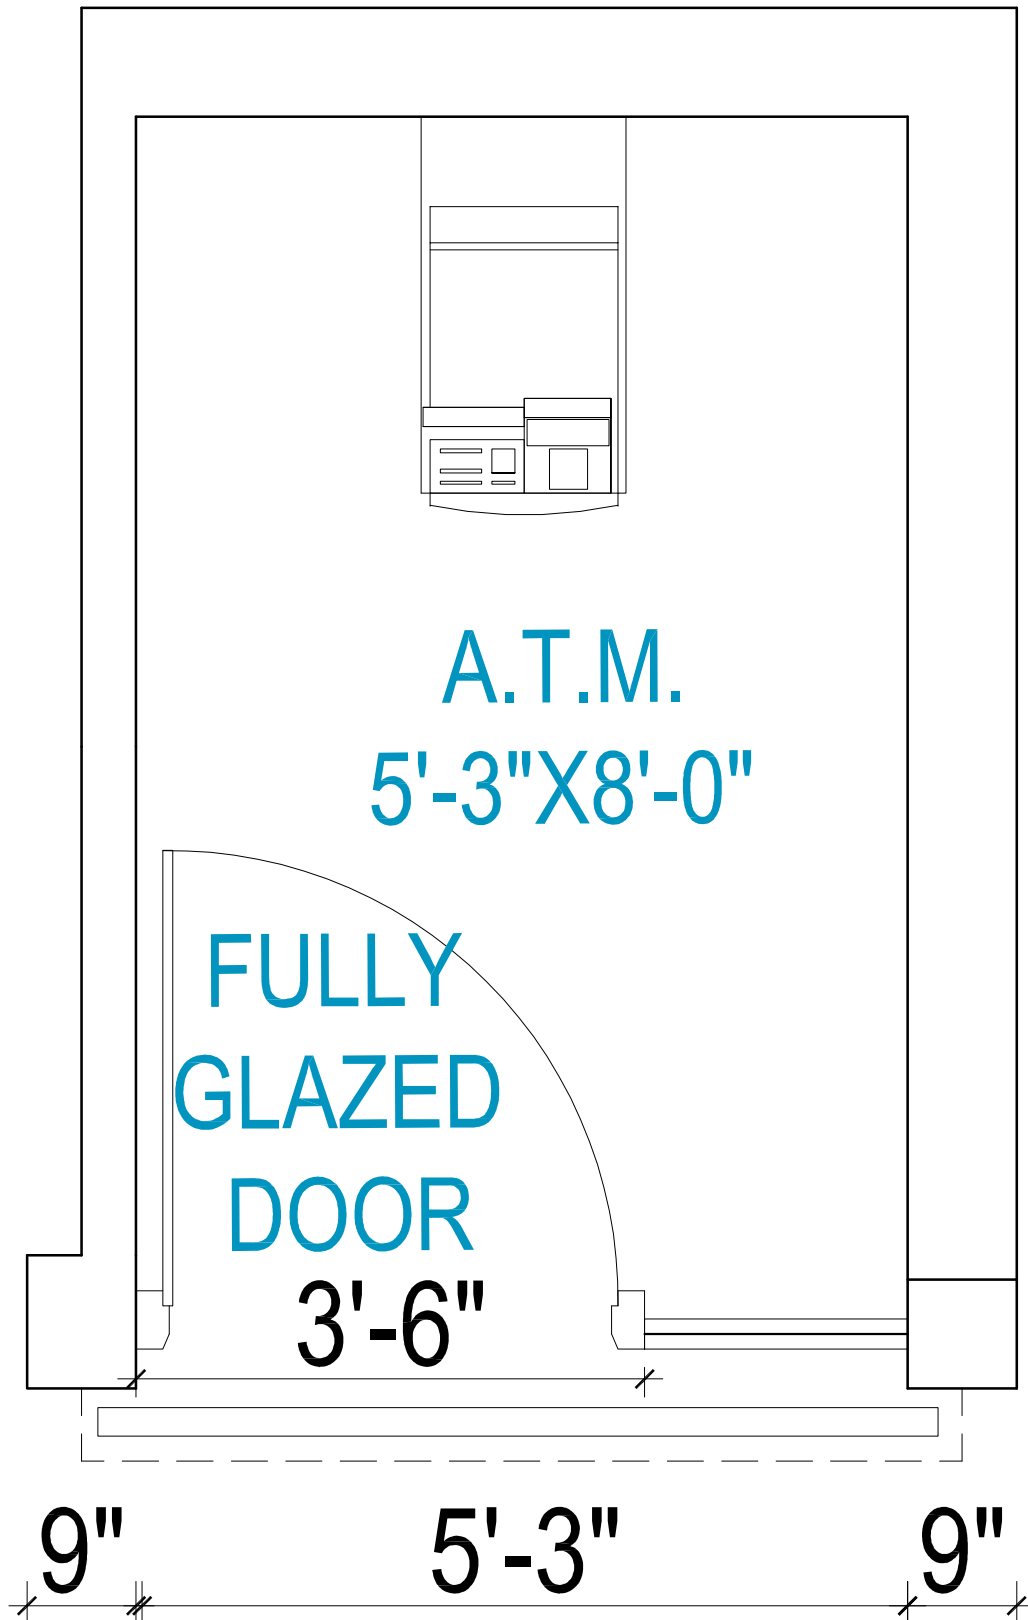 A.T.M.
5'-3"X8'-0"
FULLY
GLAZED
DOOR
3'-6"
9" 5'-3" 9"